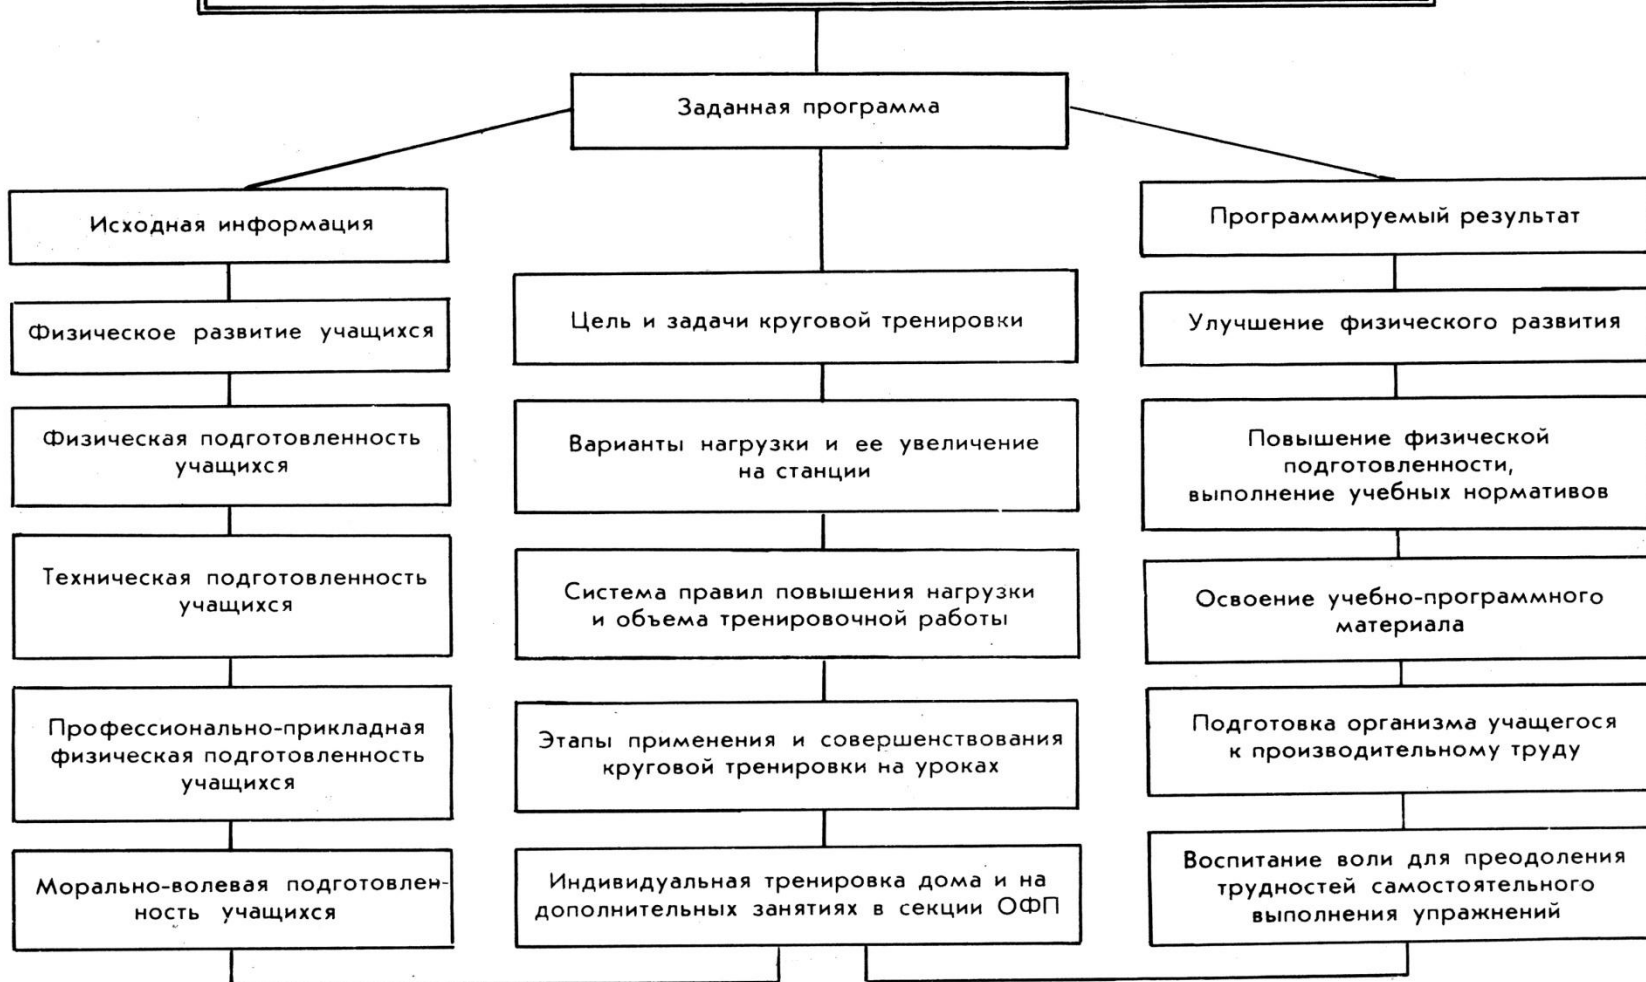 Заданная программа
Исходная информация
Физическое развитие учащихся
Физическая подготовленность
учащихся
Техническая подготовленность
учащихся
Профессионально-прикладная
физическая подготовленность
учащихся
Морально-волевая подготовлен-
ность учащихся
Цель и задачи круговой тренировки
Варианты нагрузки и ее увеличение
на станции
Система правил повышения нагрузки
и объема тренировочной работы
Этапы применения и совершенствования
круговой тренировки на уроках
Индивидуальная тренировка дома и на
дополнительных занятиях в секции ОФП
Программируемый результат
Улучшение физического развития
Повышение физической
подготовленности,
выполнение учебных нормативов
Освоение учебно-программного
материала
Подготовка организма учащегося
к производительному труду
Воспитание воли для преодоления
трудностей самостоятельного
выполнения упражнений